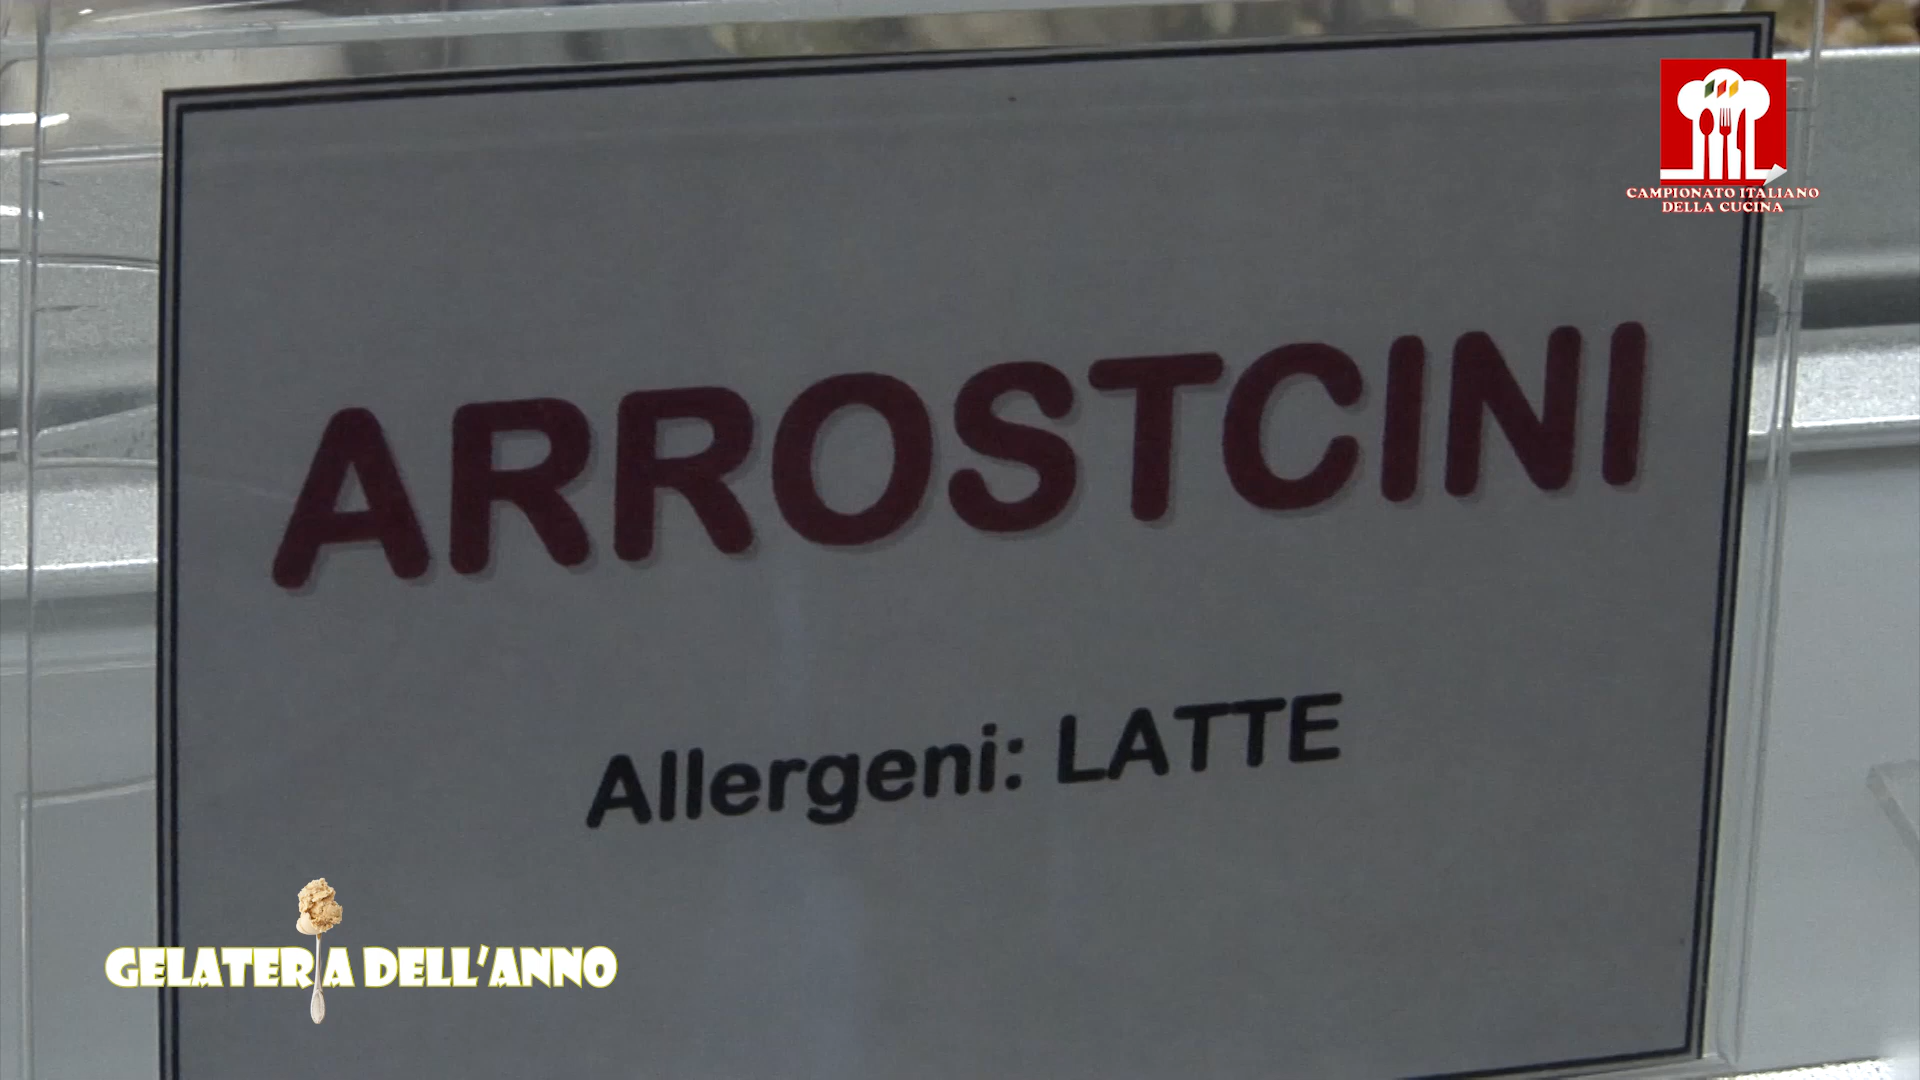 CAMPIONATO ITALIANO
DELLA CUCINA
ARROSTCINI
Allergeni: LATTE
GELATERIA DELL'ANNO